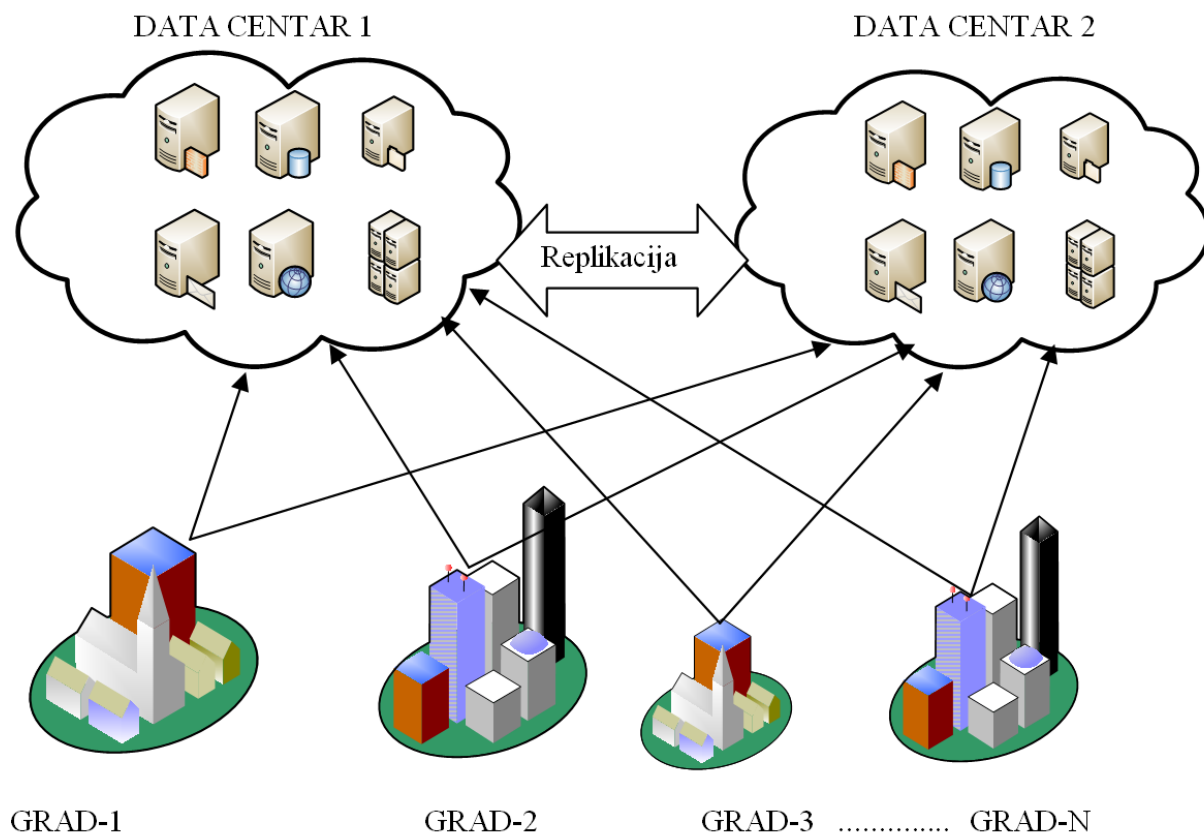 DATA CENTAR 1
DATA CENTAR 2
Replikacija
GRAD-1
GRAD-2
GRAD-3 ............. GRAD-N